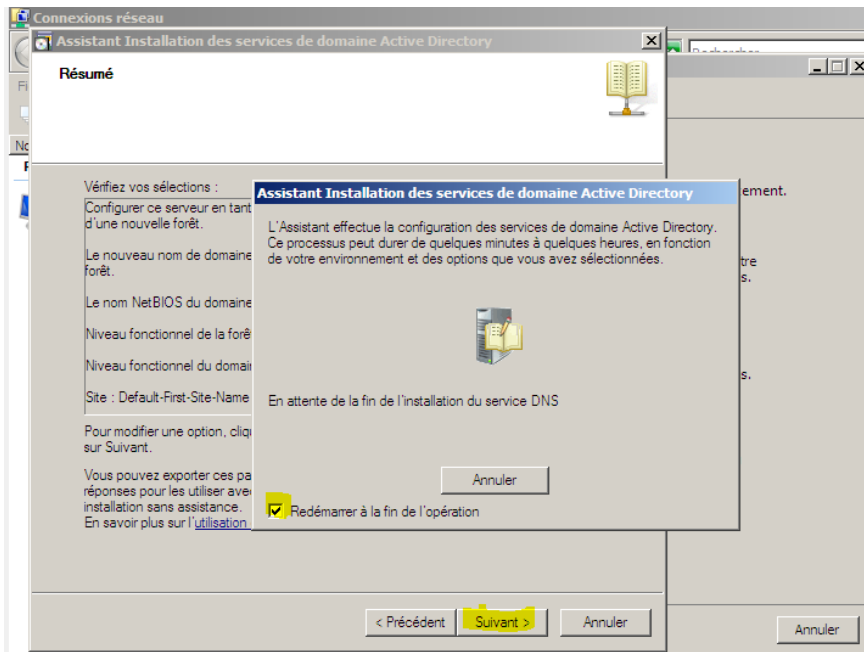 Connexions réseau
Assistant Installation des services de domaine Active Directory
Rechercher
Résumé
Vérifiez vos sélections :
Configurer ce serveur en tant
d'une nouvelle forêt.
Le nouveau nom de domaine
forêt.
Le nom NetBIOS du domaine
Niveau fonctionnel de la forê
Niveau fonctionnel du domai
Site : Default-First-Site-Name
Pour modifier une option, cliq
sur Suivant.
Vous pouvez exporter ces pa
réponses pour les utiliser ave
installation sans assistance.
En savoir plus sur l'utilisation
Assistant Installation des services de domaine Active Directory
L'Assistant effectue la configuration des services de domaine Active Directory.
Ce processus peut durer de quelques minutes à quelques heures, en fonction
de votre environnement et des options que vous avez sélectionnées.
En attente de la fin de l'installation du service DNS
Annuler
Redémarrer à la fin de l'opération
ement.
tre
s.
s.
< Précédent
Suivant >
Annuler
Annuler